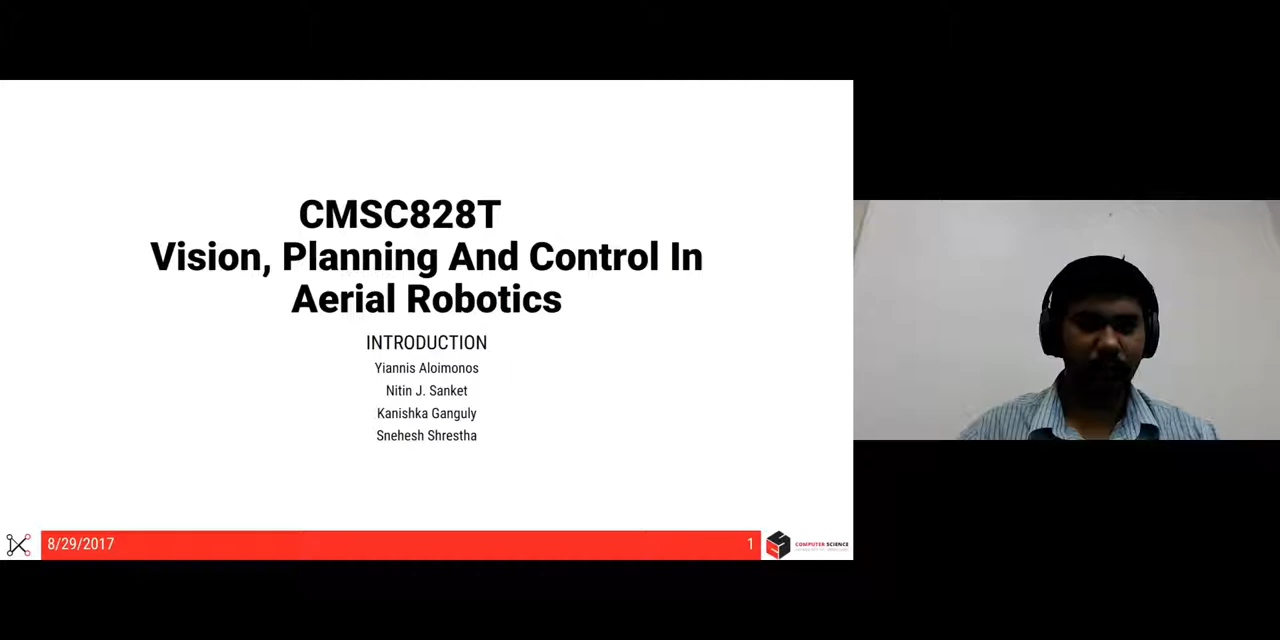 CMSC828T
Vision, Planning And Control In
Aerial Robotics
INTRODUCTION
Yiannis Aloimonos
Nitin J. Sanket
Kanishka Ganguly
Snehesh Shrestha
8/29/2017
1
COMPUTER SCIENCE